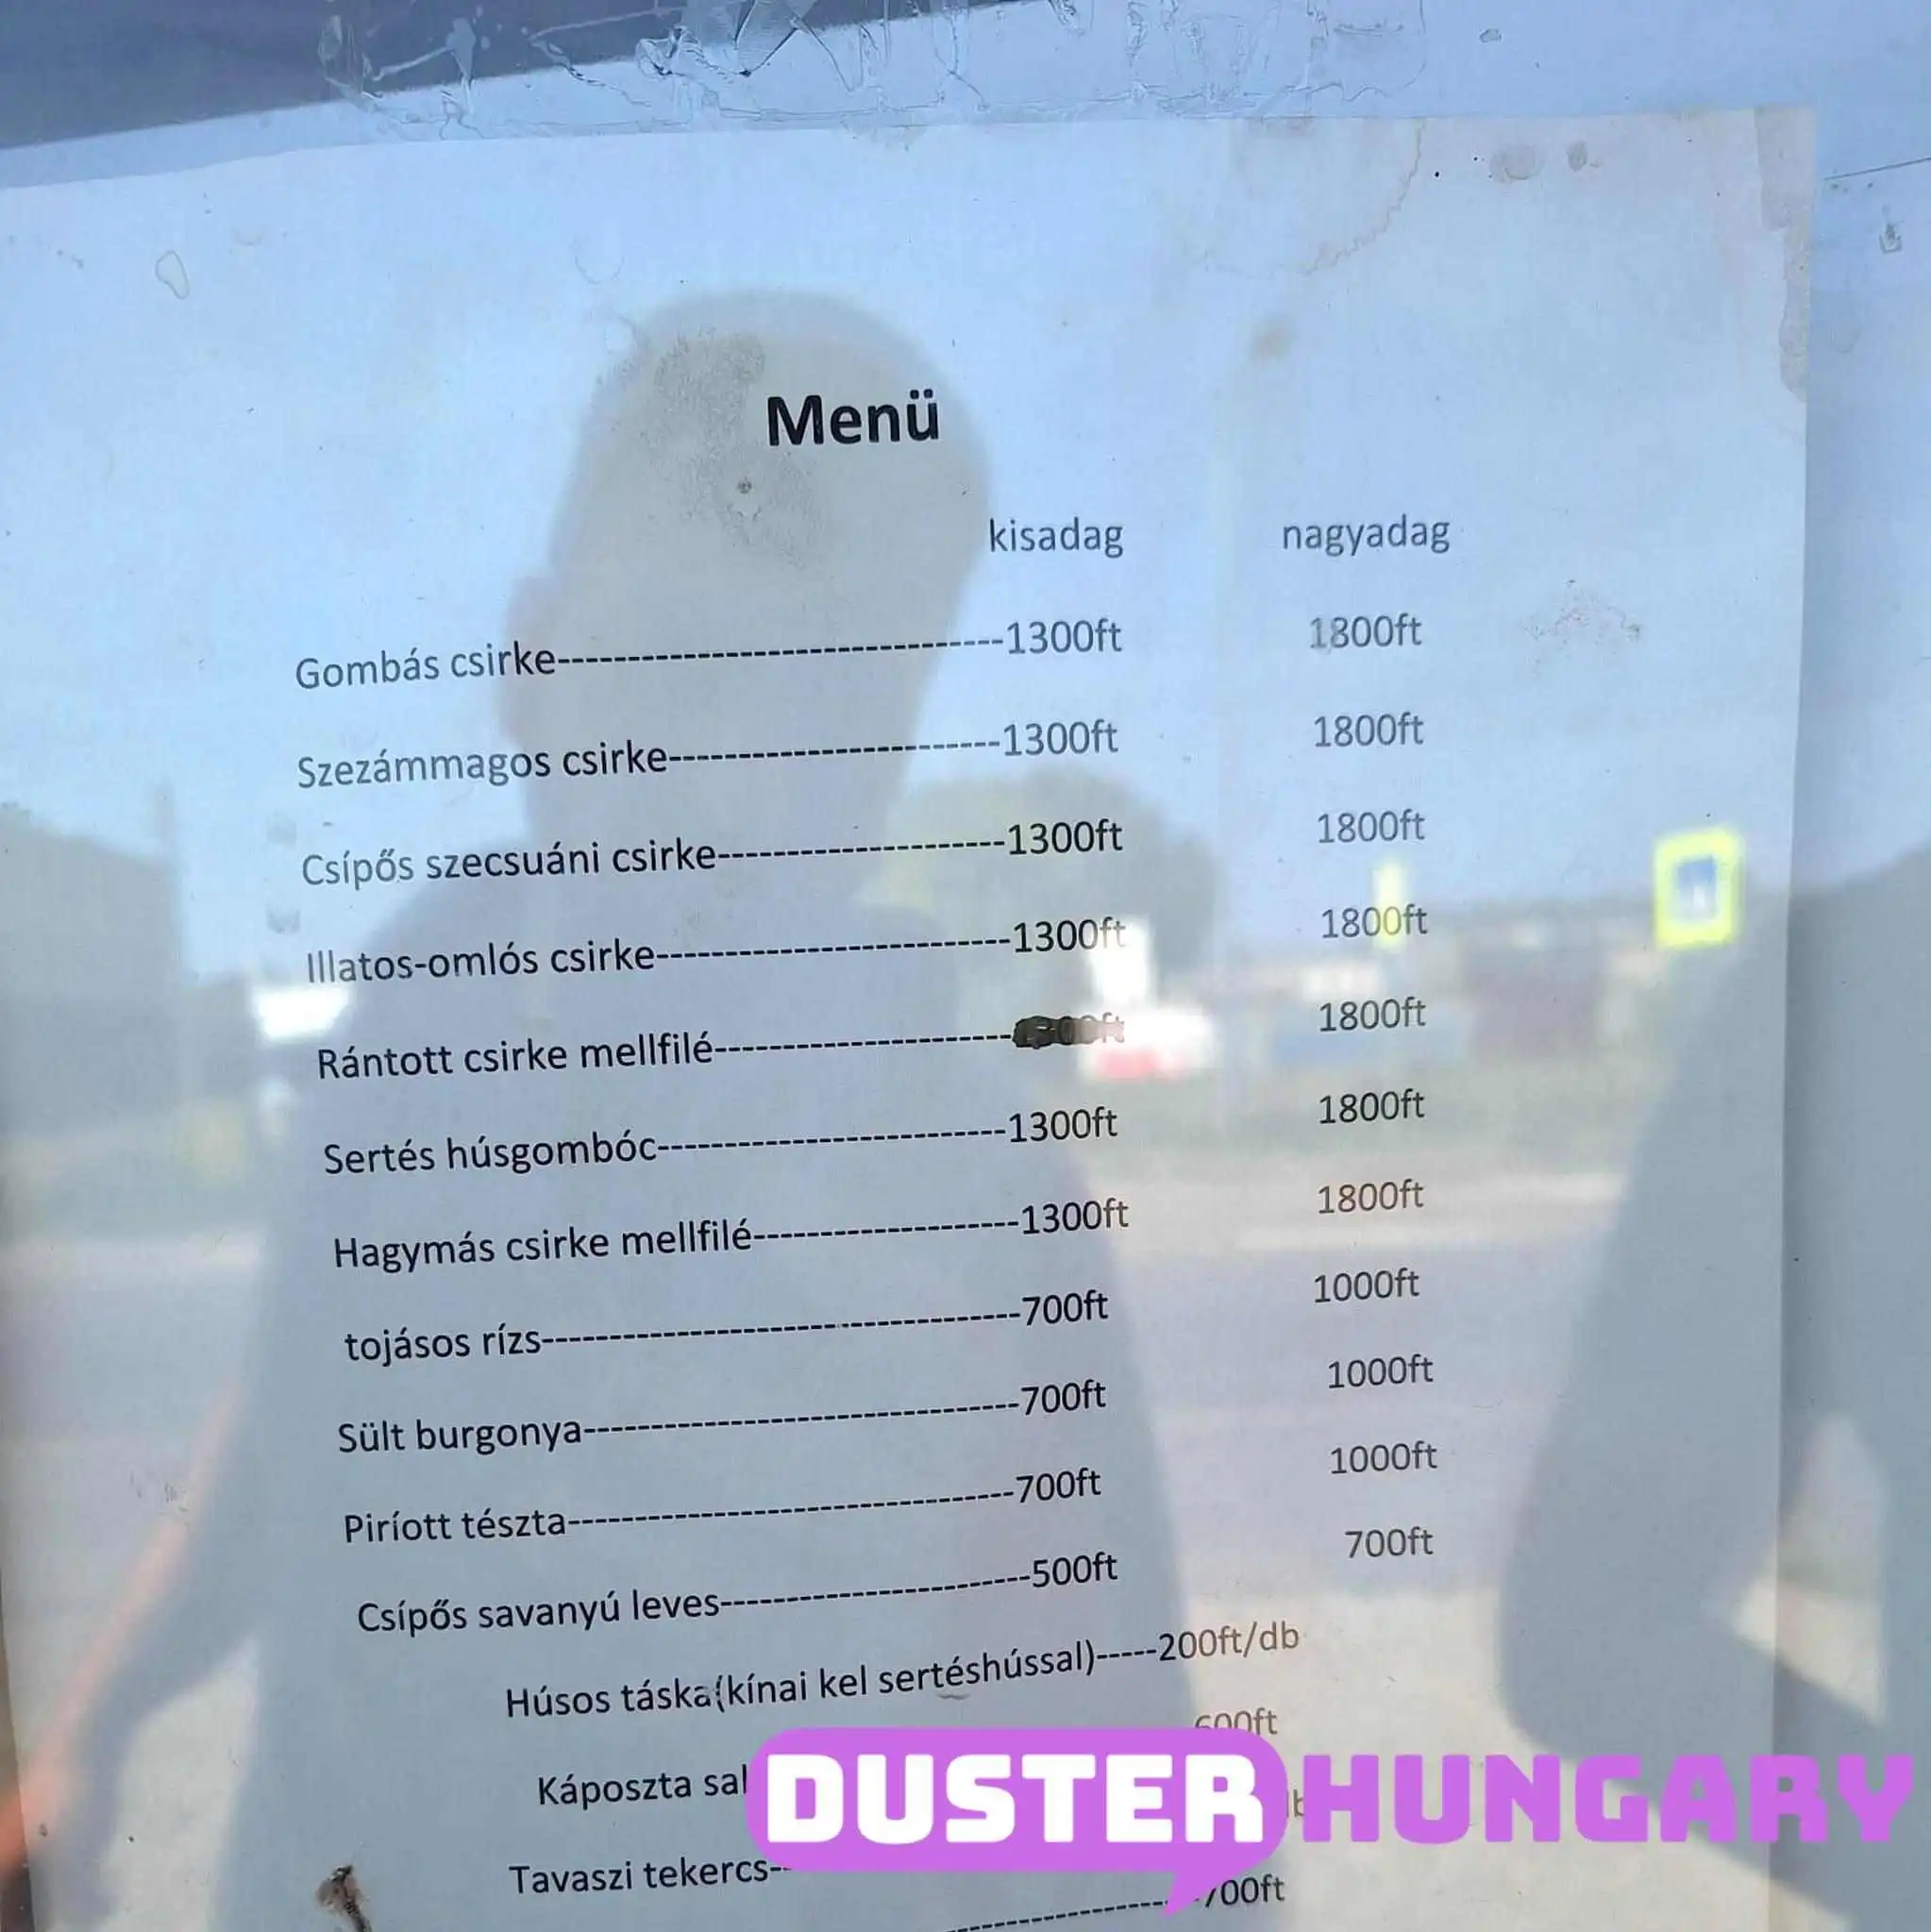 Menü
kisadag nagyadag
Gombás csirke--------------------------------1300ft 1800ft
Szezámmagos csirke------------------------1300ft 1800ft
Csípős szecsuáni csirke---------------------1300ft 1800ft
Illatos-omlós csirke--------------------------1300ft 1800ft
Rántott csirke mellfilé---------------------- 1800ft
Sertés húsgombóc--------------------------1300ft 1800ft
Hagymás csirke mellfilé--------------------1300ft 1800ft
tojásos rízs------------------------------------700ft 1000ft
Sült burgonya--------------------------------700ft 1000ft
Piríott tészta---------------------------------700ft 1000ft
Csípős savanyú leves-----------------------500ft 700ft
Húsos táska(kínai kel sertéshússal)-----200ft/db
Káposzta 600ft
Tavaszi tekercs--
700ft
DUSTERHUNGARY